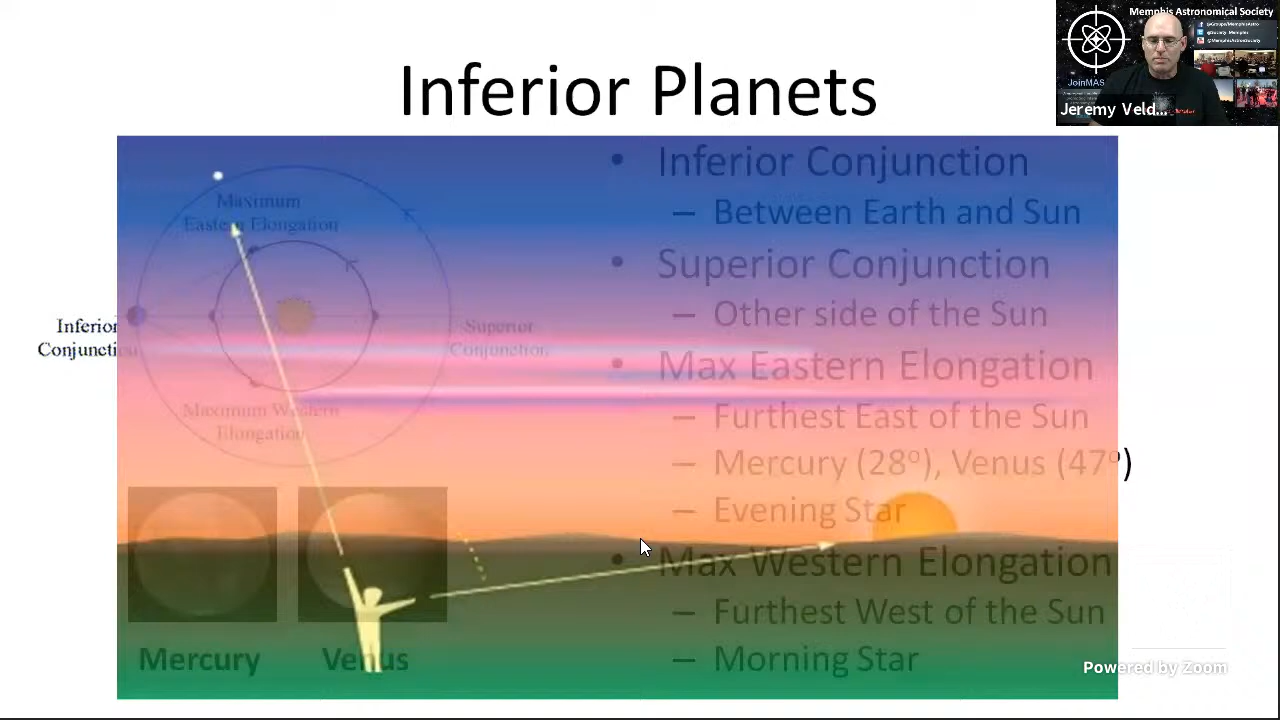 Inferior Planets
Memphis Astronomical Society
JoinMAS
Jeremy Veld...
Maximum
Eastern Elongation
Inferior
Conjunction
Superior
Conjunction
Maximum Western
Elongation
Mercury
Venus
• Inferior Conjunction
– Between Earth and Sun
• Superior Conjunction
– Other side of the Sun
• Max Eastern Elongation
– Furthest East of the Sun
– Mercury (28º), Venus (47º)
– Evening Star
• Max Western Elongation
– Furthest West of the Sun
– Morning Star
Powered by Zoom